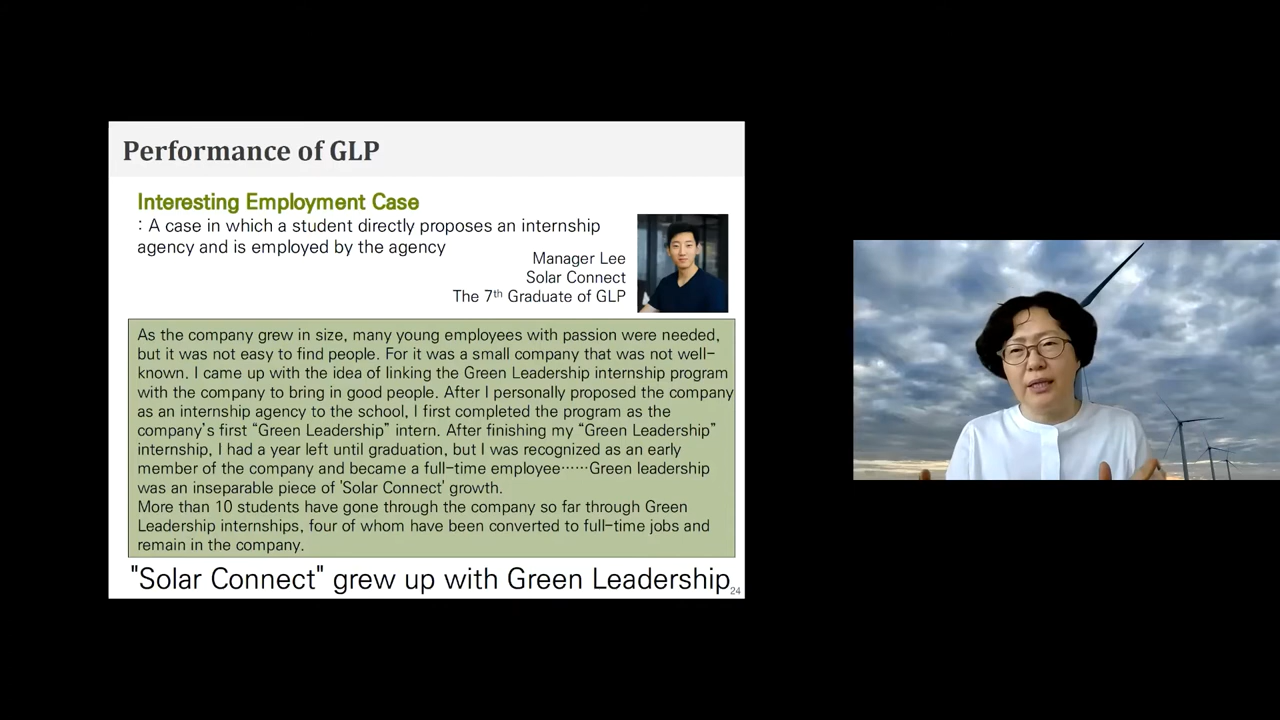 Performance of GLP
Interesting Employment Case
: A case in which a student directly proposes an internship
agency and is employed by the agency
Manager Lee
Solar Connect
The 7th Graduate of GLP
As the company grew in size, many young employees with passion were needed,
but it was not easy to find people. For it was a small company that was not well-
known. I came up with the idea of linking the Green Leadership internship program
with the company to bring in good people. After I personally proposed the company
as an internship agency to the school, I first completed the program as the
company's first “Green Leadership” intern. After finishing my “Green Leadership”
internship, I had a year left until graduation, but I was recognized as an early
member of the company and became a full-time employee⋯⋯Green leadership
was an inseparable piece of 'Solar Connect' growth.
More than 10 students have gone through the company so far through Green
Leadership internships, four of whom have been converted to full-time jobs and
remain in the company.
"Solar Connect" grew up with Green Leadership
24